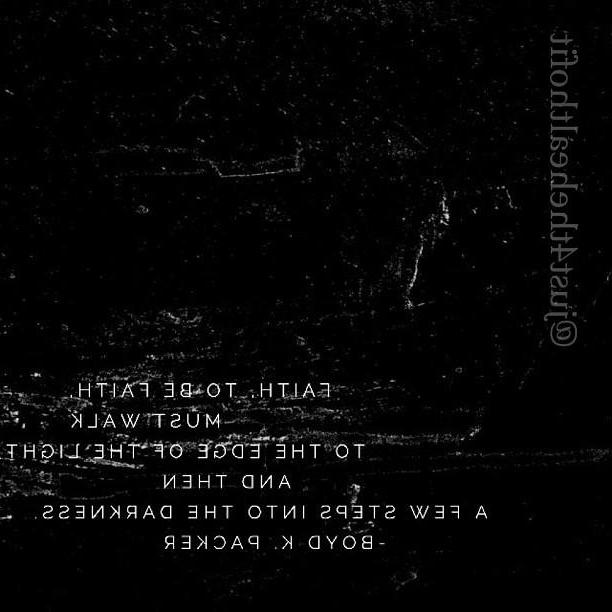 @just4thehealthofit
FAITH, TO BE FAITH,
MUST WALK
TO THE EDGE OF THE LIGHT
AND THEN
A FEW STEPS INTO THE DARKNESS.
-BOYD K. PACKER